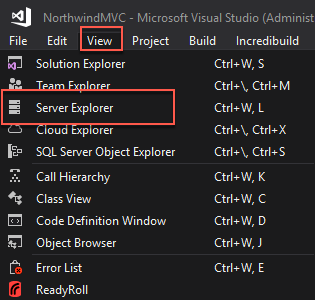 NorthwindMVC - Microsoft Visual Studio (Administ
File Edit View Project Build Incredibuild
Solution Explorer Ctrl+W, S
Team Explorer Ctrl+\, Ctrl+M
Server Explorer Ctrl+W, L
Cloud Explorer Ctrl+\, Ctrl+X
SQL Server Object Explorer Ctrl+\, Ctrl+S
Call Hierarchy Ctrl+W, K
Class View Ctrl+W, C
Code Definition Window Ctrl+W, D
Object Browser Ctrl+W, J
Error List Ctrl+W, E
ReadyRoll